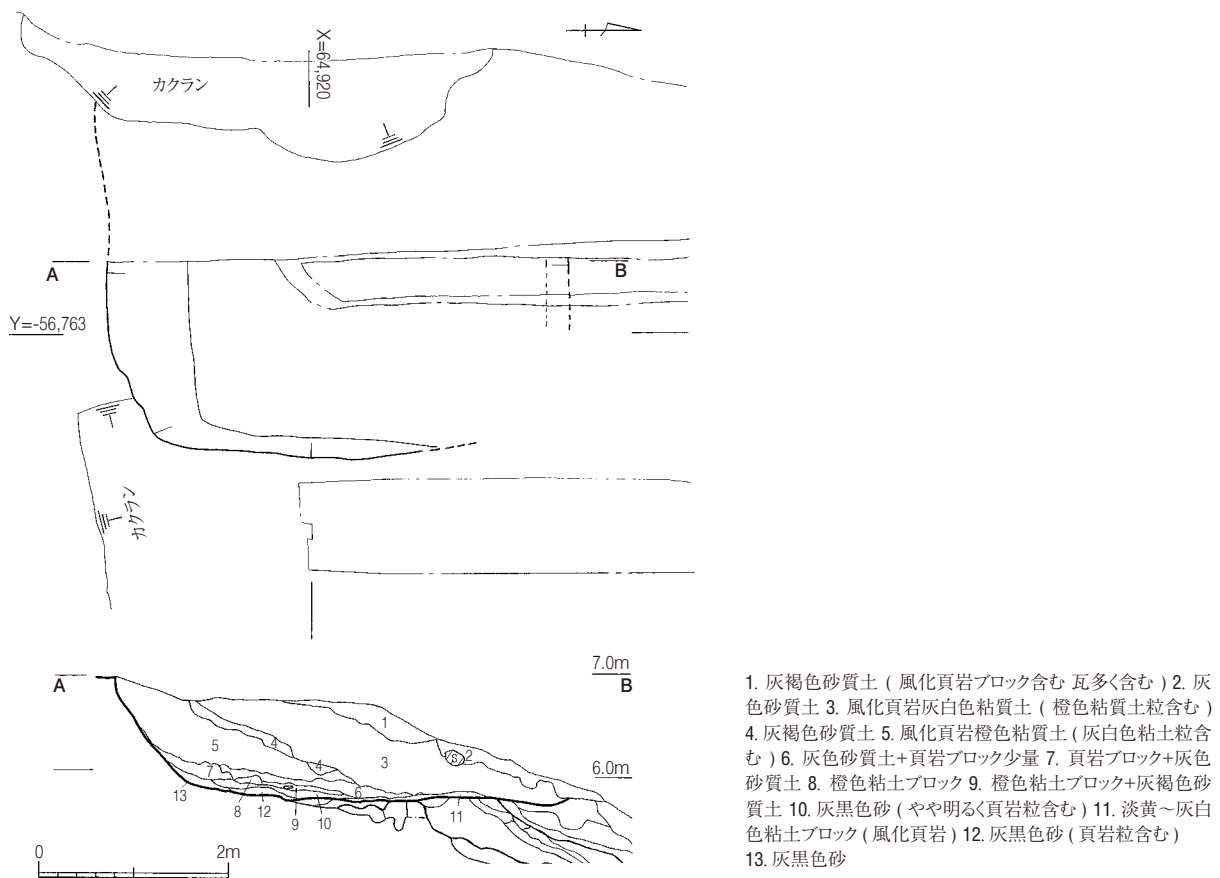 X=64,920
カクラン
A
B
Y=-56,763
カクラン
7.0m
A
B
1
4
5
3
S
2
4
6.0m
7
6
13
8
12
9
10
11
0
2m
1. 灰褐色砂質土 ( 風化頁岩ブロック含む 瓦多く含む ) 2. 灰
色砂質土 3. 風化頁岩灰白色粘質土 ( 橙色粘質土粒含む )
4. 灰褐色砂質土 5. 風化頁岩橙色粘質土 ( 灰白色粘土粒含
む ) 6. 灰色砂質土+頁岩ブロック少量 7. 頁岩ブロック+灰色
砂質土 8. 橙色粘土ブロック 9. 橙色粘土ブロック+灰褐色砂
質土 10. 灰黒色砂 ( やや明るく頁岩粒含む ) 11. 淡黄～灰白
色粘土ブロック ( 風化頁岩 ) 12. 灰黒色砂 ( 頁岩粒含む )
13. 灰黒色砂